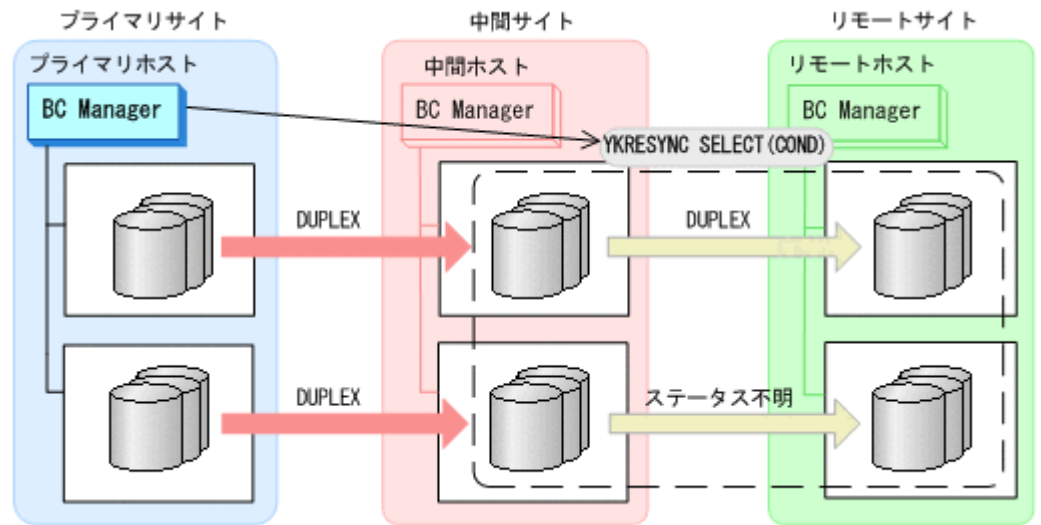 プライマリサイト
中間サイト
リモートサイト
プライマリホスト
中間ホスト
リモートホスト
BC Manager
BC Manager
BC Manager
YKRESYNC SELECT(COND)
DUPLEX
DUPLEX
DUPLEX
ステータス不明